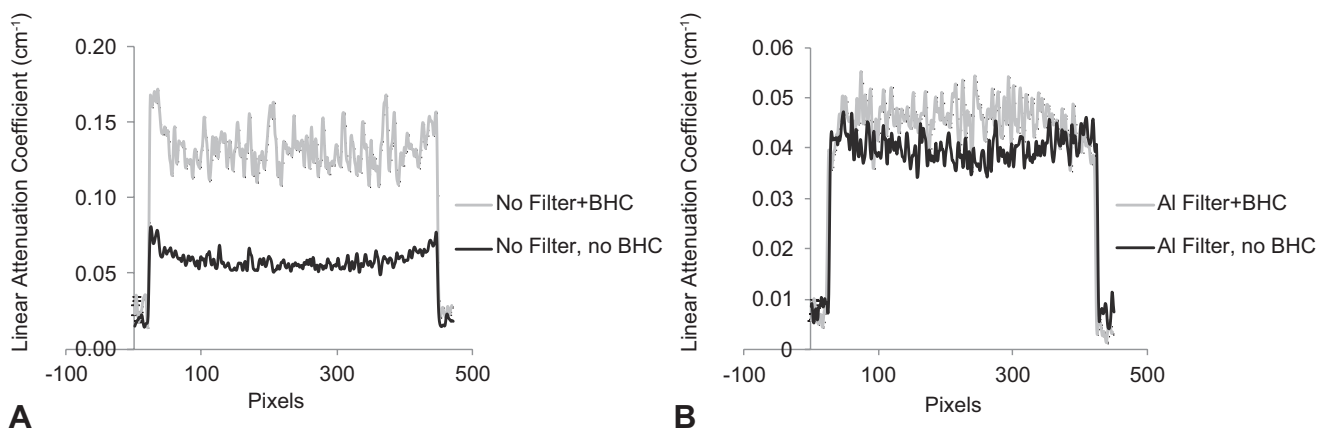 Linear Attenuation Coefficient (cm-1)
0.20
0.15
0.10
0.05
0.00
-100
100
300
500
Pixels
No Filter+BHC
No Filter, no BHC
A
Linear Attenuation Coefficient (cm-1)
0.06
0.05
0.04
0.03
0.02
0.01
0
-100
100
300
500
Pixels
Al Filter+BHC
Al Filter, no BHC
B